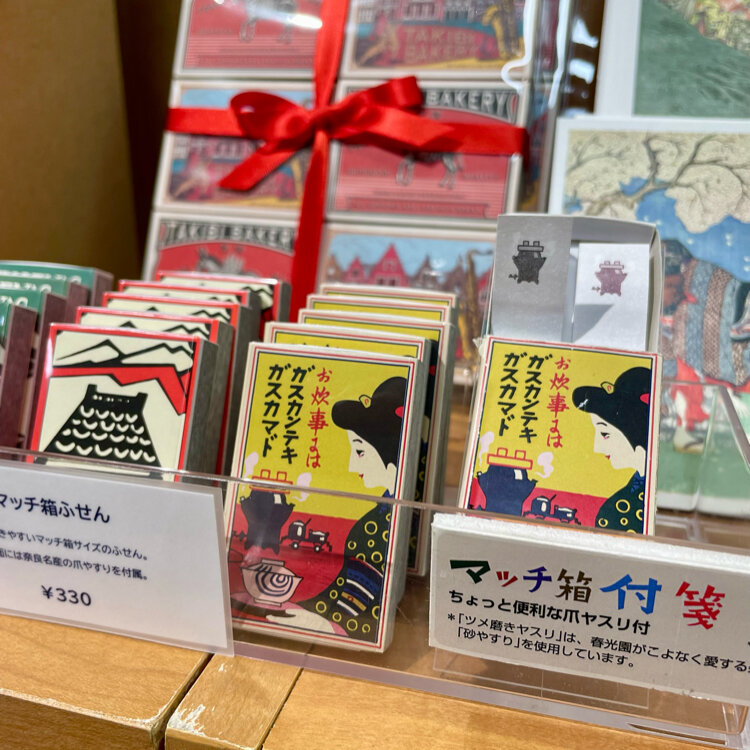 TAKIBI BAKERY
BAKERY
TAKIBI BAKERY
お炊事は
ガスカンテキ
ガスカマド
お炊事は
ガスカンテキ
ガスカマド
マッチ箱ふせん
きやすいマッチ箱サイズのふせん。
には奈良名産の爪やすりを付属。
¥330
マッチ箱付箋
ちょっと便利な爪ヤスリ付
*「ツメ磨きヤスリ」は、春光園がこよなく愛する
「砂やすり」を使用しています。